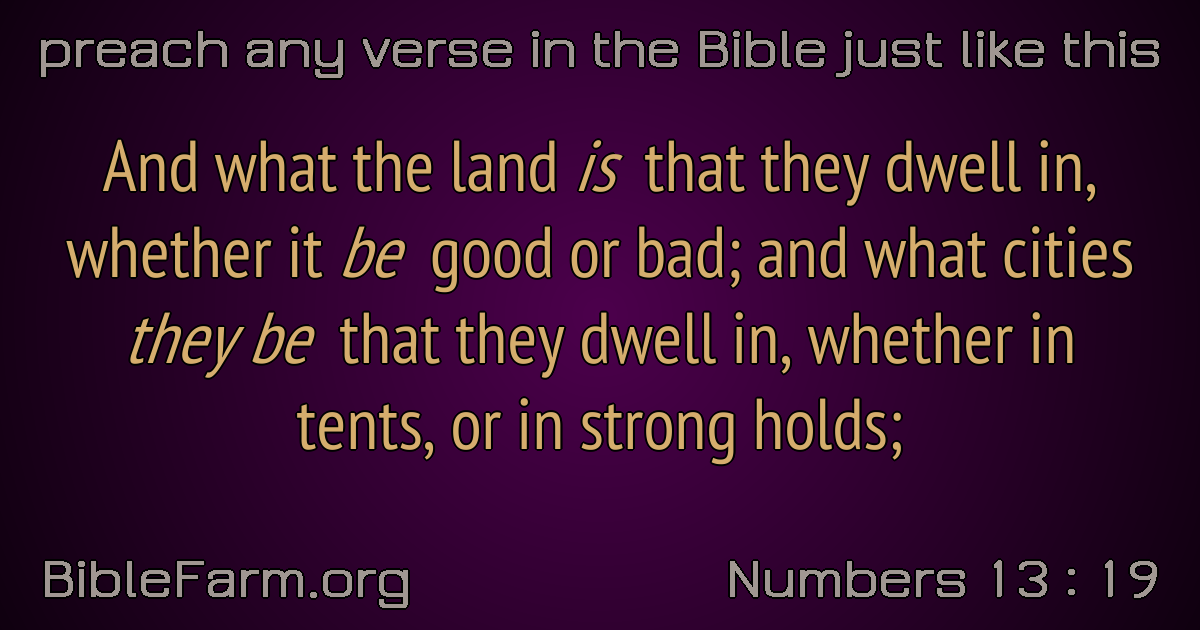 preach any verse in the Bible just like this
And what the land is that they dwell in,
whether it be good or bad; and what cities
they be that they dwell in, whether in
tents, or in strong holds;
BibleFarm.org
Numbers 13 : 19